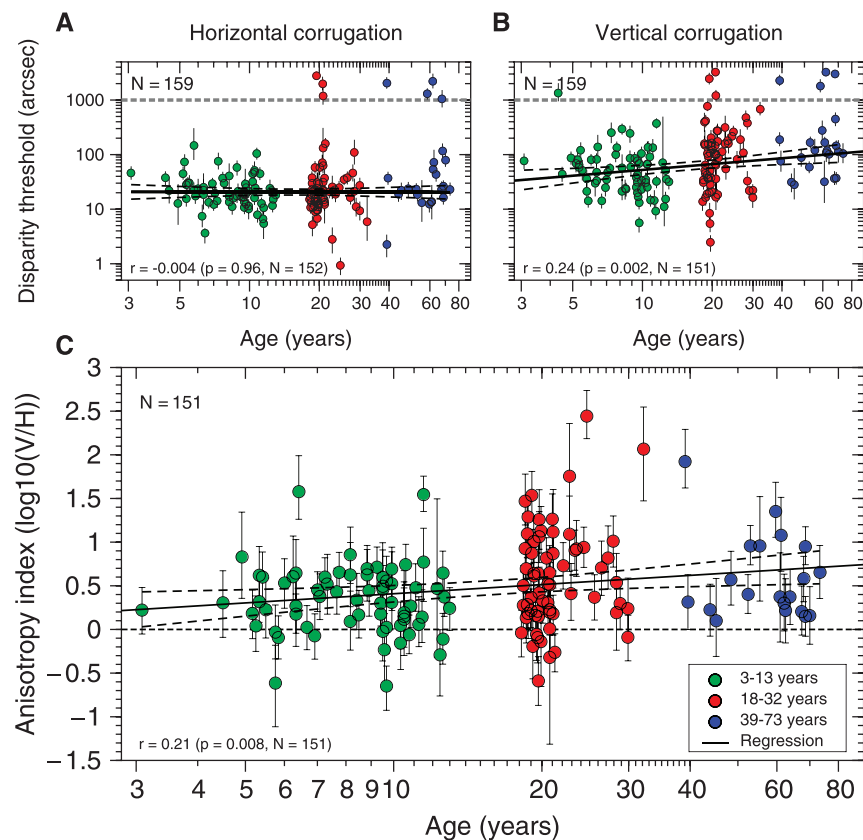 A
Horizontal corrugation
B
Vertical corrugation
Disparity threshold (arcsec)
N = 159
1000
100
10
1
r = -0.004 (p = 0.96, N = 152)
3 5 10 20 30 40 60 80
Age (years)
N = 159
r = 0.24 (p = 0.002, N = 151)
3 5 10 20 30 40 60 80
Age (years)
C
Anisotropy index (log10(V/H))
3
2.5
2
1.5
1
0.5
0
−0.5
−1
−1.5
N = 151
r = 0.21 (p = 0.008, N = 151)
3-13 years
18-32 years
39-73 years
Regression
3 4 5 6 7 8 9 10 20 30 40 60 80
Age (years)